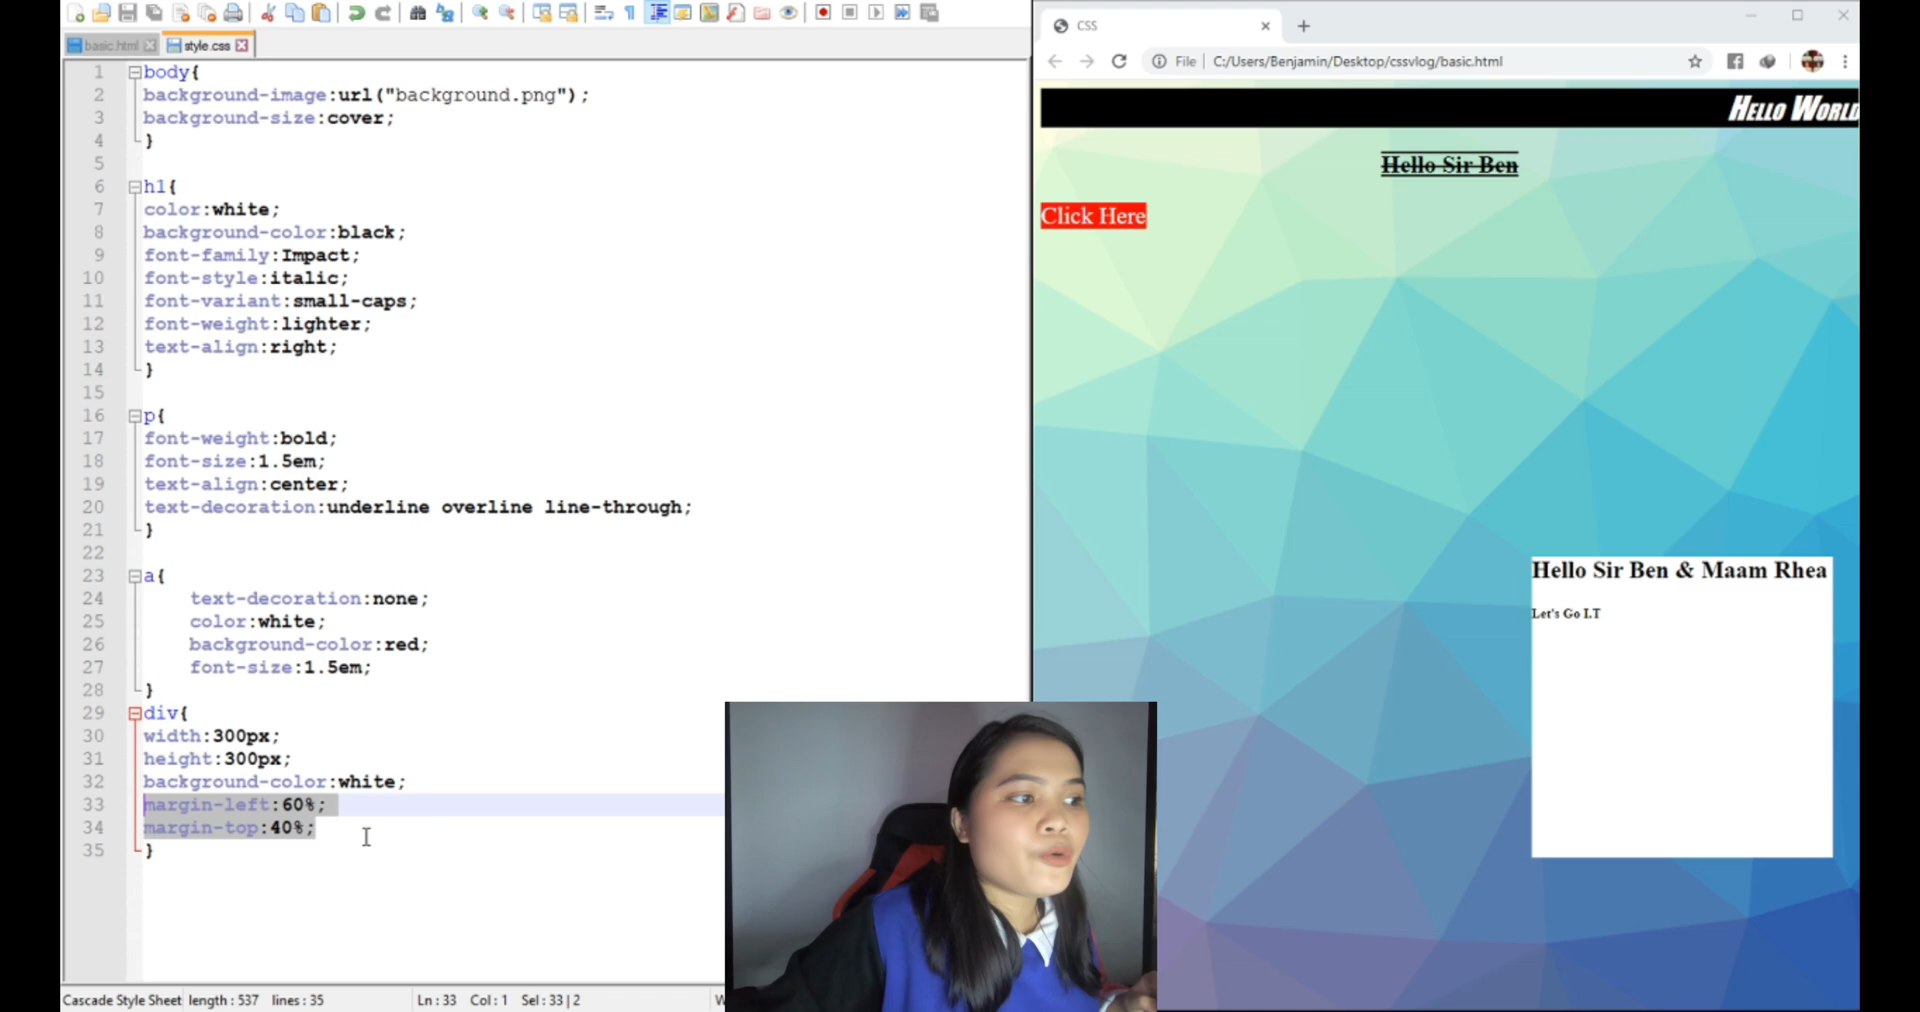 basic.html
style.css
1 body{
2 background-image:url("background.png");
3 background-size:cover;
4 }
5
6 h1{
7 color:white;
8 background-color:black;
9 font-family:Impact;
10 font-style:italic;
11 font-variant:small-caps;
12 font-weight:lighter;
13 text-align:right;
14 }
15
16 p{
17 font-weight:bold;
18 font-size:1.5em;
19 text-align:center;
20 text-decoration:underline overline line-through;
21 }
22
23 a{
24 text-decoration:none;
25 color:white;
26 background-color:red;
27 font-size:1.5em;
28 }
29 div{
30 width:300px;
31 height:300px;
32 background-color:white;
33 margin-left:60%;
34 margin-top:40%;
35 }
Cascade Style Sheet length : 537 lines : 35 Ln : 33 Col : 1 Sel : 33 | 2 W
CSS
File C:/Users/Benjamin/Desktop/cssvlog/basic.html
Hello World
Hello Sir Ben
Click Here
Hello Sir Ben & Maam Rhea
Let's Go I.T